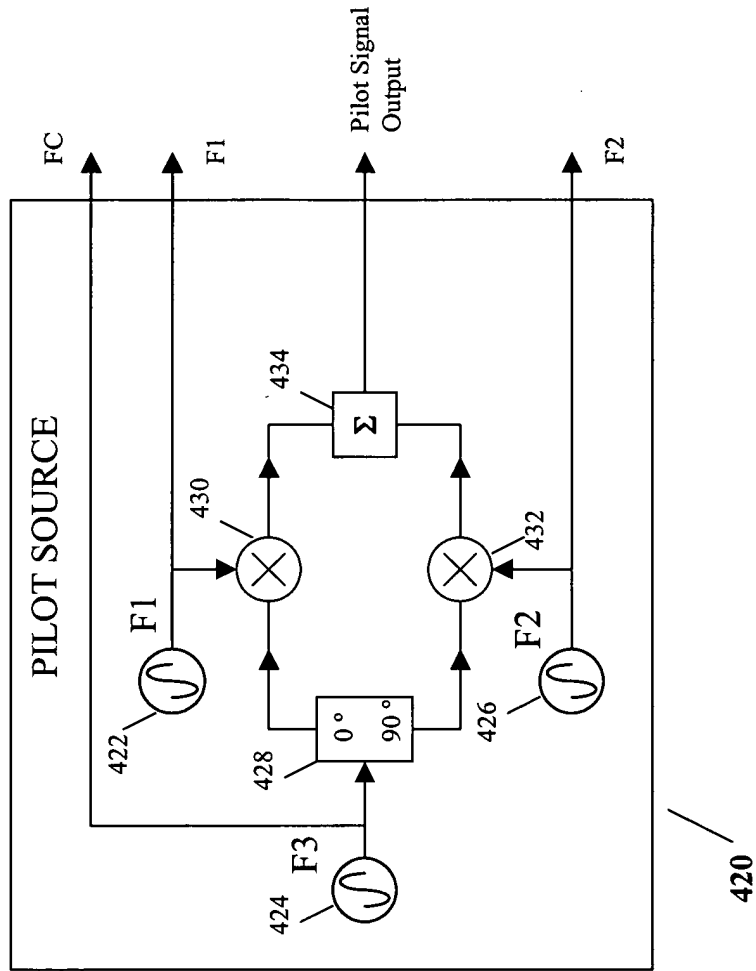 PILOT SOURCE
FC
F1
F1
422
430
434
Pilot Signal
Output
428
0°
90°
Σ
F3
424
432
F2
426
F2
420